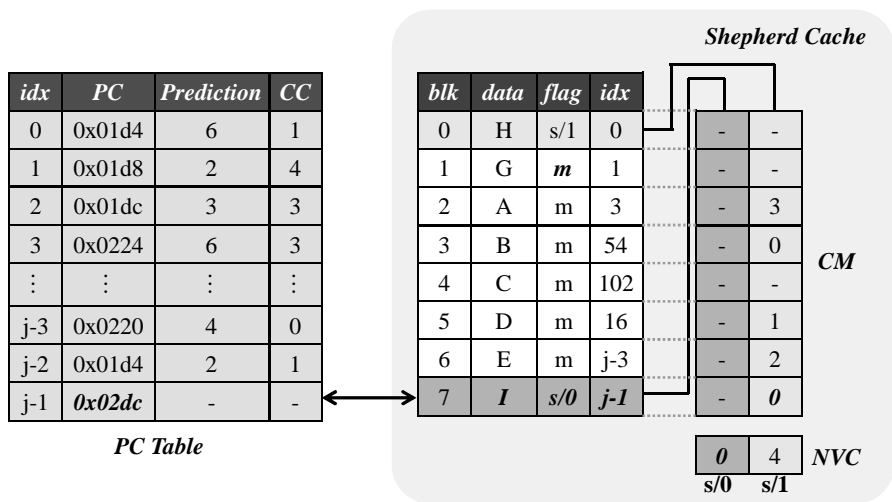 Shepherd Cache
idx PC Prediction CC
0 0x01d4 6 1
1 0x01d8 2 4
2 0x01dc 3 3
3 0x0224 6 3
⋮ ⋮ ⋮ ⋮
j-3 0x0220 4 0
j-2 0x01d4 2 1
j-1 0x02dc - -
PC Table
blk data flag idx
0 H s/1 0 - -
1 G m 1 - -
2 A m 3 - 3
3 B m 54 - 0
4 C m 102 - -
5 D m 16 - 1
6 E m j-3 - 2
7 I s/0 j-1 - 0
CM
0 4 NVC
s/0 s/1